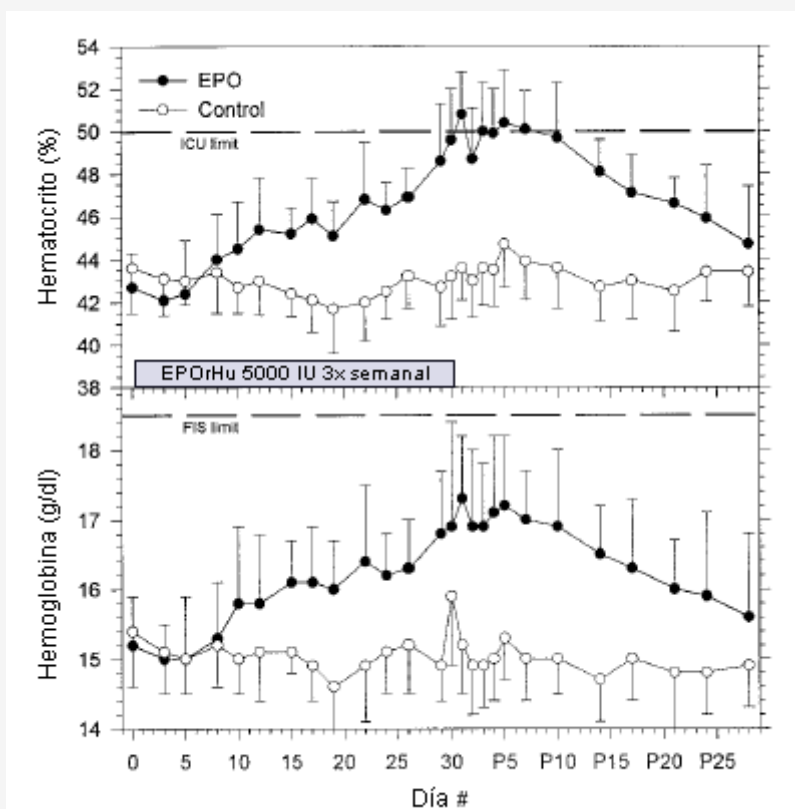 54
52
50
48
46
44
42
40
38
Hematocrito (%)
EPO
Control
ICU limit
EPOrHu 5000 IU 3x semanal
FIS limit
18
17
16
15
14
Hemoglobina (g/dl)
0 5 10 15 20 25 30 P5 P10 P15 P20 P25
Día #